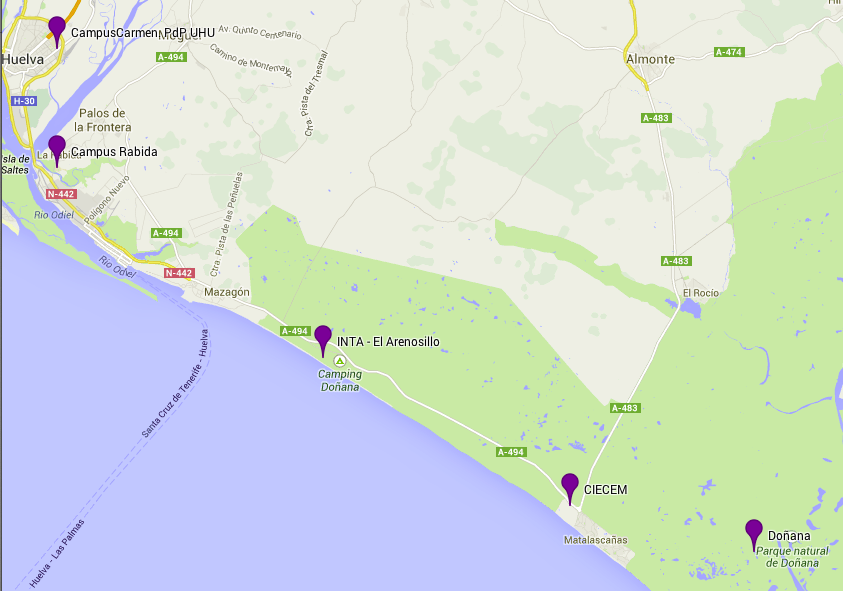 CampusCarmen, PdP UHU
Av. Quinto Centenario
Moguer
Huelva
A-494
Camino de Montemayor
Ctra. Pista del Tresmal
Almonte
A-474
H-30
Palos de
la Frontera
A-483
La Rábida
Campus Rabida
Isla de
Saltes
N-442
Polígono Nuevo
Rio Odiel
Ctra. Pista de las Peñuelas
A-494
Rio Odiel
N-442
Mazagón
A-483
El Rocío
A-494
INTA - El Arenosillo
Camping
Doñana
Santa Cruz de Tenerife - Huelva
A-483
A-494
CIECEM
Matalascañas
Doñana
Parque natural
de Doñana
Huelva - Las Palmas